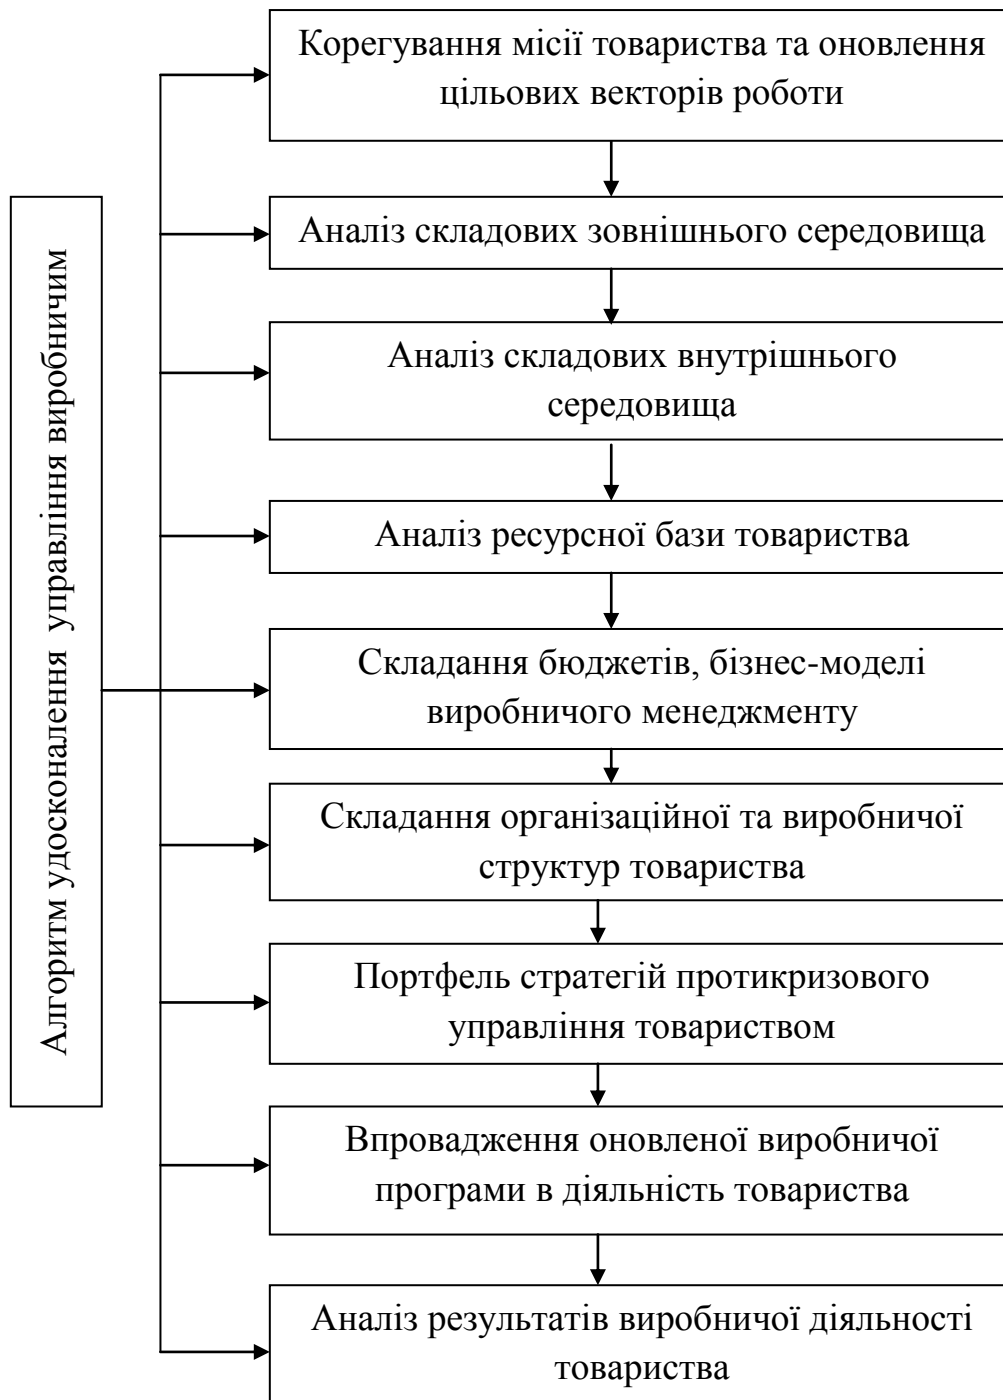 Корегування місії товариства та оновлення
цільових векторів роботи
Аналіз складових зовнішнього середовища
Аналіз складових внутрішнього
середовища
Аналіз ресурсної бази товариства
Складання бюджетів, бізнес-моделі
виробничого менеджменту
Складання організаційної та виробничої
структур товариства
Портфель стратегій протикризового
управління товариством
Впровадження оновленої виробничої
програми в діяльність товариства
Аналіз результатів виробничої діяльності
товариства
Алгоритм удосконалення управління виробничим